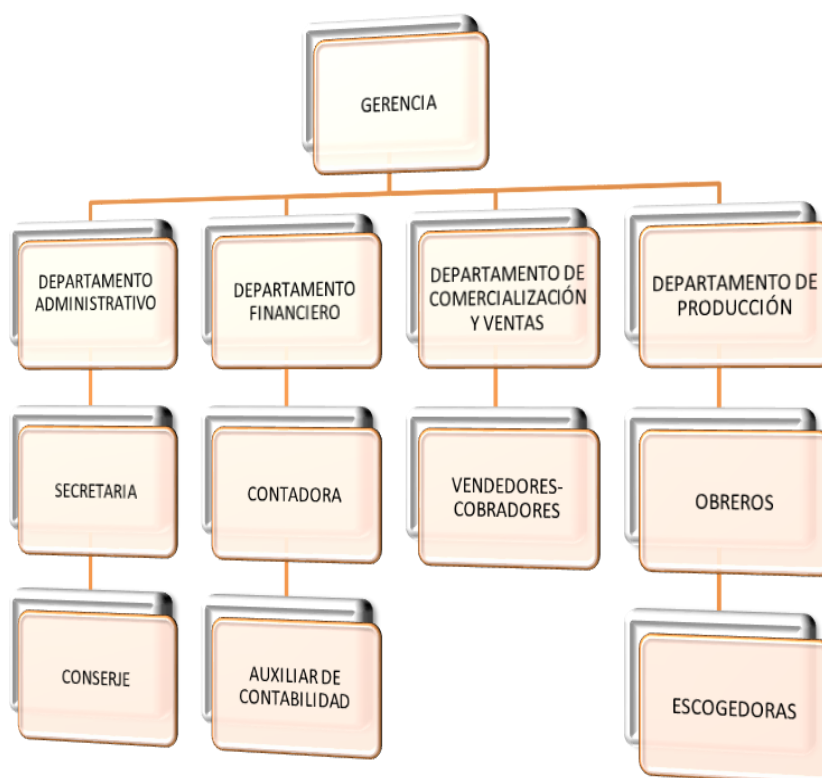 GERENCIA
DEPARTAMENTO
ADMINISTRATIVO
DEPARTAMENTO
FINANCIERO
DEPARTAMENTO DE
COMERCIALIZACIÓN
Y VENTAS
DEPARTAMENTO DE
PRODUCCIÓN
SECRETARIA
CONTADORA
VENDEDORES-
COBRADORES
OBREROS
CONSERJE
AUXILIAR DE
CONTABILIDAD
ESCOGEDORAS